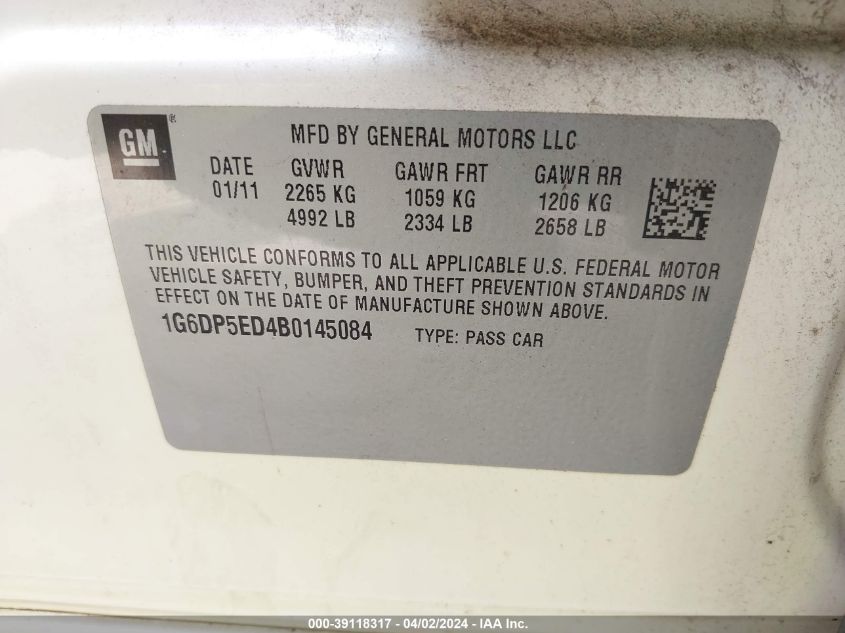 GM ®
MFD BY GENERAL MOTORS LLC
DATE GVWR GAWR FRT GAWR RR
01/11 2265 KG 1059 KG 1206 KG
4992 LB 2334 LB 2658 LB
THIS VEHICLE CONFORMS TO ALL APPLICABLE U.S. FEDERAL MOTOR
VEHICLE SAFETY, BUMPER, AND THEFT PREVENTION STANDARDS IN
EFFECT ON THE DATE OF MANUFACTURE SHOWN ABOVE.
1G6DP5ED4B0145084 TYPE: PASS CAR
000-39118317 - 04/02/2024 - IAA Inc.